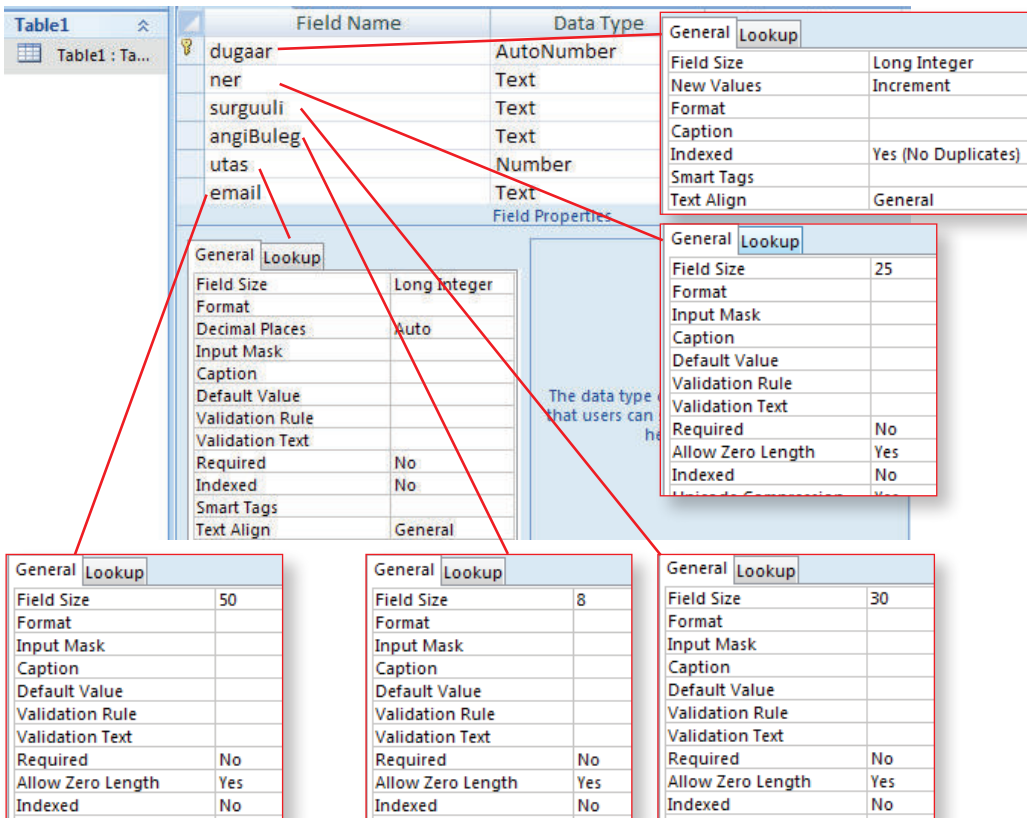 Table1
Table1 : Ta...
Field Name Data Type
dugaar AutoNumber
ner Text
surguuli Text
angiBuleg Text
utas Number
email Text
Field Properties
General Lookup
Field Size Long Integer
New Values Increment
Format
Caption
Indexed Yes (No Duplicates)
Smart Tags
Text Align General
General Lookup
Field Size 25
Format
Input Mask
Caption
Default Value
Validation Rule
Validation Text
Required No
Allow Zero Length Yes
Indexed No
Unicode Compression Yes
General Lookup
Field Size Long Integer
Format
Decimal Places Auto
Input Mask
Caption
Default Value
Validation Rule
Validation Text
Required No
Indexed No
Smart Tags
Text Align General
The data type
that users can
he
General Lookup
Field Size 50
Format
Input Mask
Caption
Default Value
Validation Rule
Validation Text
Required No
Allow Zero Length Yes
Indexed No
General Lookup
Field Size 8
Format
Input Mask
Caption
Default Value
Validation Rule
Validation Text
Required No
Allow Zero Length Yes
Indexed No
General Lookup
Field Size 30
Format
Input Mask
Caption
Default Value
Validation Rule
Validation Text
Required No
Allow Zero Length Yes
Indexed No